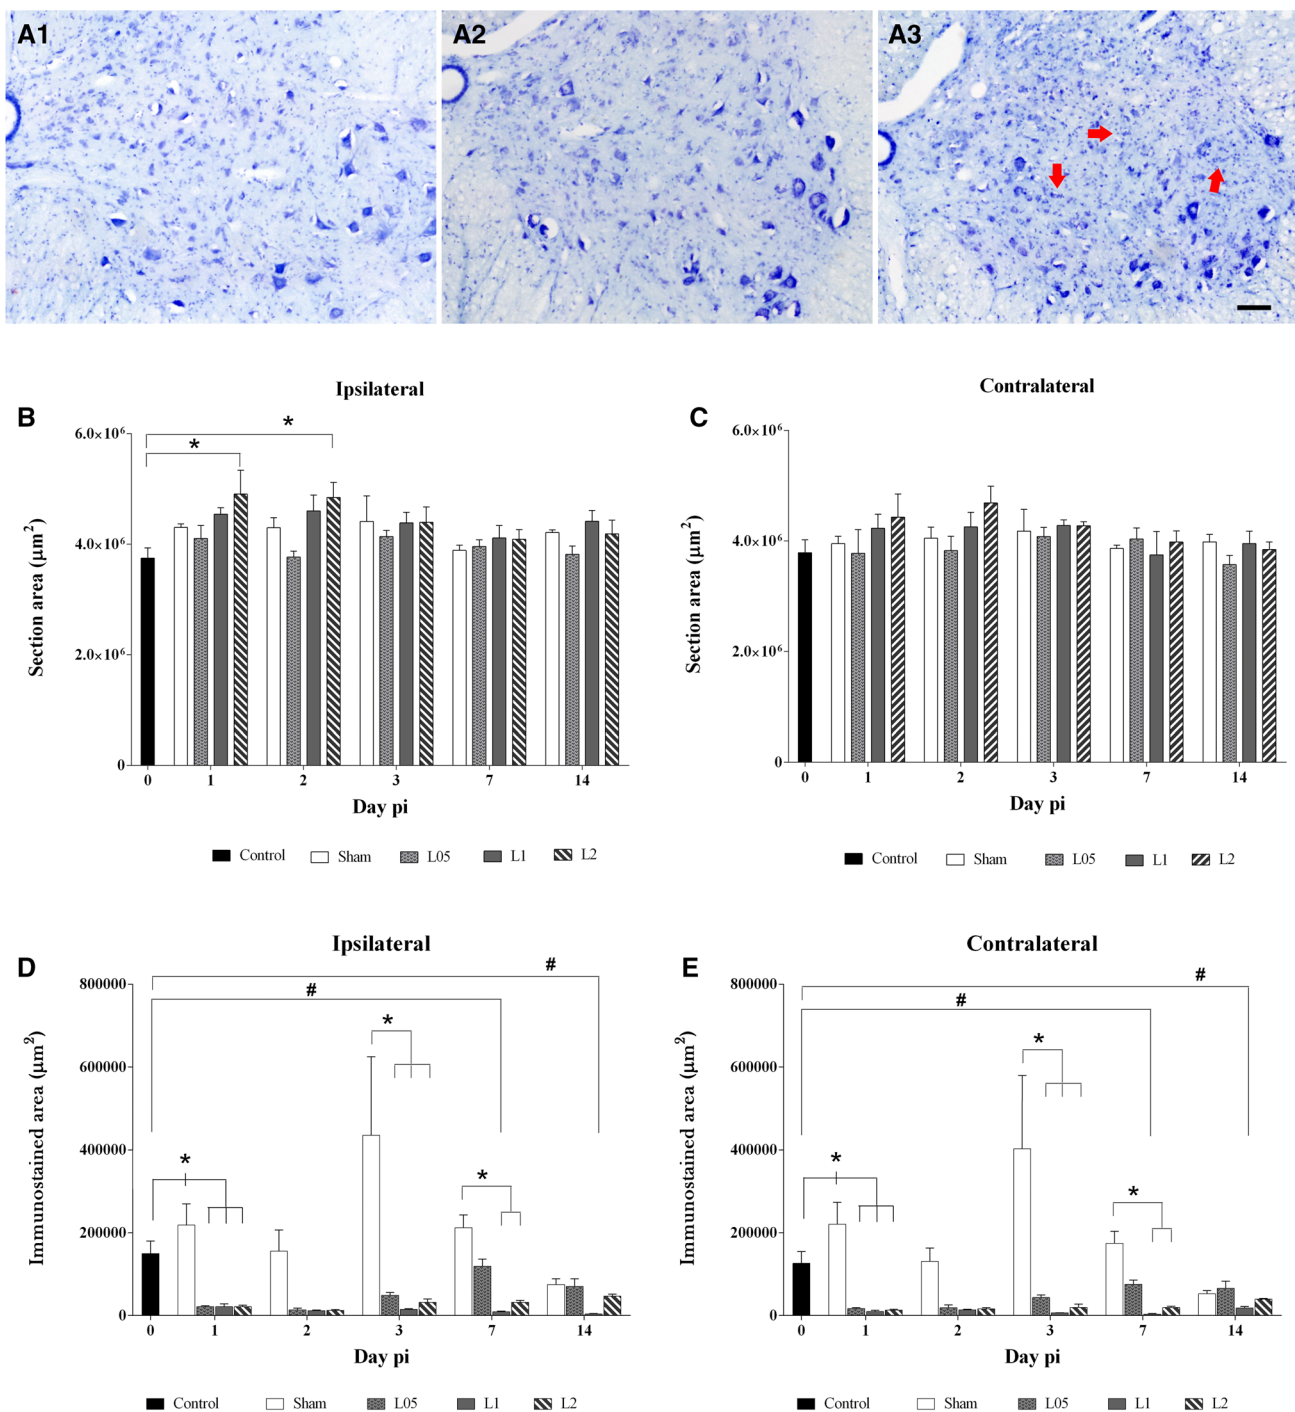 A1
A2
A3
Ipsilateral
B
Section area (μm²)
6.0×10⁶
4.0×10⁶
2.0×10⁶
0
*
*
0 1 2 3 7 14
Day pi
Control Sham L05 L1 L2
Contralateral
C
Section area (μm²)
6.0×10⁶
4.0×10⁶
2.0×10⁶
0
0 1 2 3 7 14
Day pi
Control Sham L05 L1 L2
Ipsilateral
D
Immunostained area (μm²)
800000
600000
400000
200000
0
#
#
*
*
*
0 1 2 3 7 14
Day pi
Control Sham L05 L1 L2
Contralateral
E
Immunostained area (μm²)
800000
600000
400000
200000
0
#
#
*
*
*
0 1 2 3 7 14
Day pi
Control Sham L05 L1 L2